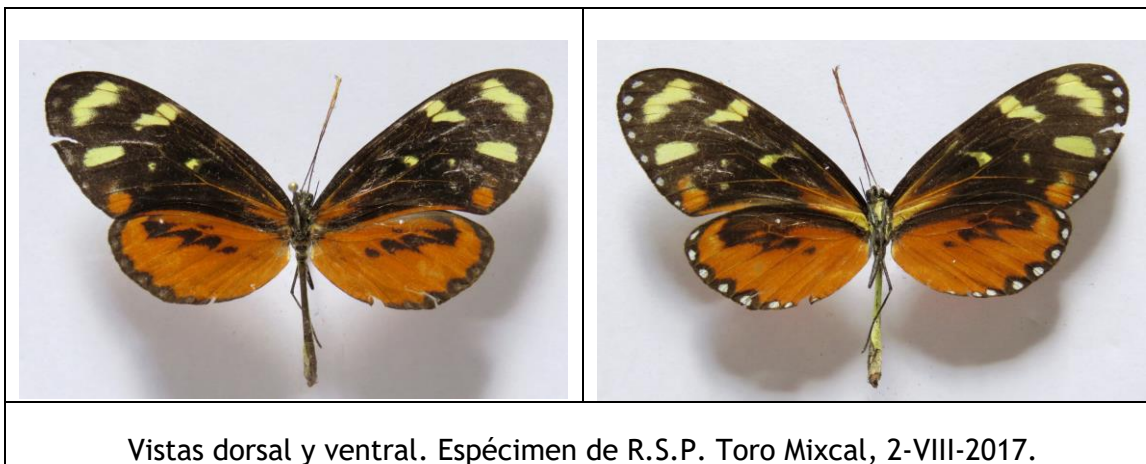 Vistas dorsal y ventral. Espécimen de R.S.P. Toro Mixcal, 2-VIII-2017.